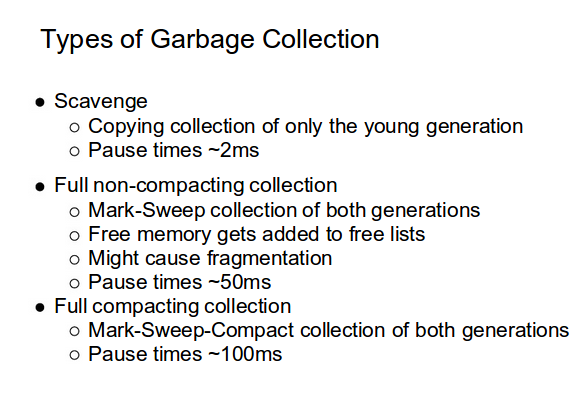 Types of Garbage Collection
● Scavenge
○ Copying collection of only the young generation
○ Pause times ~2ms
● Full non-compacting collection
○ Mark-Sweep collection of both generations
○ Free memory gets added to free lists
○ Might cause fragmentation
○ Pause times ~50ms
● Full compacting collection
○ Mark-Sweep-Compact collection of both generations
○ Pause times ~100ms